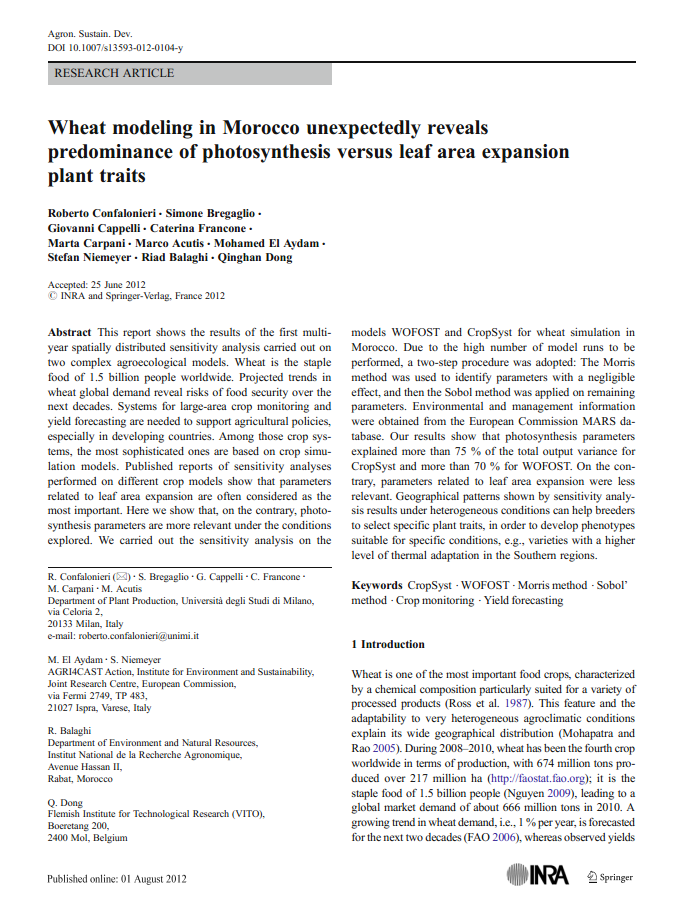 Agron. Sustain. Dev.
DOI 10.1007/s13593-012-0104-y
RESEARCH ARTICLE
Wheat modeling in Morocco unexpectedly reveals
predominance of photosynthesis versus leaf area expansion
plant traits
Roberto Confalonieri · Simone Bregaglio ·
Giovanni Cappelli · Caterina Francone ·
Marta Carpani · Marco Acutis · Mohamed El Aydam ·
Stefan Niemeyer · Riad Balaghi · Qinghan Dong
Accepted: 25 June 2012
© INRA and Springer-Verlag, France 2012
Abstract This report shows the results of the first multi-
year spatially distributed sensitivity analysis carried out on
two complex agroecological models. Wheat is the staple
food of 1.5 billion people worldwide. Projected trends in
wheat global demand reveal risks of food security over the
next decades. Systems for large-area crop monitoring and
yield forecasting are needed to support agricultural policies,
especially in developing countries. Among those crop sys-
tems, the most sophisticated ones are based on crop simu-
lation models. Published reports of sensitivity analyses
performed on different crop models show that parameters
related to leaf area expansion are often considered as the
most important. Here we show that, on the contrary, photo-
synthesis parameters are more relevant under the conditions
explored. We carried out the sensitivity analysis on the
models WOFOST and CropSyst for wheat simulation in
Morocco. Due to the high number of model runs to be
performed, a two-step procedure was adopted: The Morris
method was used to identify parameters with a negligible
effect, and then the Sobol method was applied on remaining
parameters. Environmental and management information
were obtained from the European Commission MARS da-
tabase. Our results show that photosynthesis parameters
explained more than 75 % of the total output variance for
CropSyst and more than 70 % for WOFOST. On the con-
trary, parameters related to leaf area expansion were less
relevant. Geographical patterns shown by sensitivity analy-
sis results under heterogeneous conditions can help breeders
to select specific plant traits, in order to develop phenotypes
suitable for specific conditions, e.g., varieties with a higher
level of thermal adaptation in the Southern regions.
Keywords CropSyst · WOFOST · Morris method · Sobol’
method · Crop monitoring · Yield forecasting
R. Confalonieri (✉) · S. Bregaglio · G. Cappelli · C. Francone ·
M. Carpani · M. Acutis
Department of Plant Production, Università degli Studi di Milano,
via Celoria 2,
20133 Milan, Italy
e-mail: roberto.confalonieri@unimi.it
M. El Aydam · S. Niemeyer
AGRI4CAST Action, Institute for Environment and Sustainability,
Joint Research Centre, European Commission,
via Fermi 2749, TP 483,
21027 Ispra, Varese, Italy
R. Balaghi
Department of Environment and Natural Resources,
Institut National de la Recherche Agronomique,
Avenue Hassan II,
Rabat, Morocco
Q. Dong
Flemish Institute for Technological Research (VITO),
Boeretang 200,
2400 Mol, Belgium
1 Introduction
Wheat is one of the most important food crops, characterized
by a chemical composition particularly suited for a variety of
processed products (Ross et al. 1987). This feature and the
adaptability to very heterogeneous agroclimatic conditions
explain its wide geographical distribution (Mohapatra and
Rao 2005). During 2008–2010, wheat has been the fourth crop
worldwide in terms of production, with 674 million tons pro-
duced over 217 million ha (http://faostat.fao.org); it is the
staple food of 1.5 billion people (Nguyen 2009), leading to a
global market demand of about 666 million tons in 2010. A
growing trend in wheat demand, i.e., 1 % per year, is forecasted
for the next two decades (FAO 2006), whereas observed yields
Published online: 01 August 2012
INRA
Springer